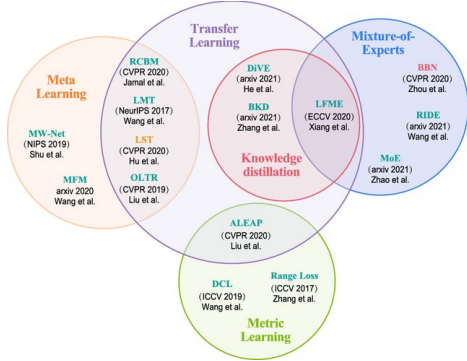 Transfer
Learning
Mixture-of-
Experts
Meta
Learning
RCBM
(CVPR 2020)
Jamal et al.
LMT
(NeurIPS 2017)
Wang et al.
LST
(CVPR 2020)
Hu et al.
OLTR
(CVPR 2019)
Liu et al.
MW-Net
(NIPS 2019)
Shu et al.
MFM
arxiv 2020
Wang et al.
DiVE
(arxiv 2021)
He et al.
BKD
(arxiv 2021)
Zhang et al.
LFME
(ECCV 2020)
Xiang et al.
Knowledge
distillation
BBN
(CVPR 2020)
Zhou et al.
RIDE
(arxiv 2021)
Wang et al.
MoE
(arxiv 2021)
Zhao et al.
ALEAP
(CVPR 2020)
Liu et al.
DCL
(ICCV 2019)
Wang et al.
Range Loss
(ICCV 2017)
Zhang et al.
Metric
Learning